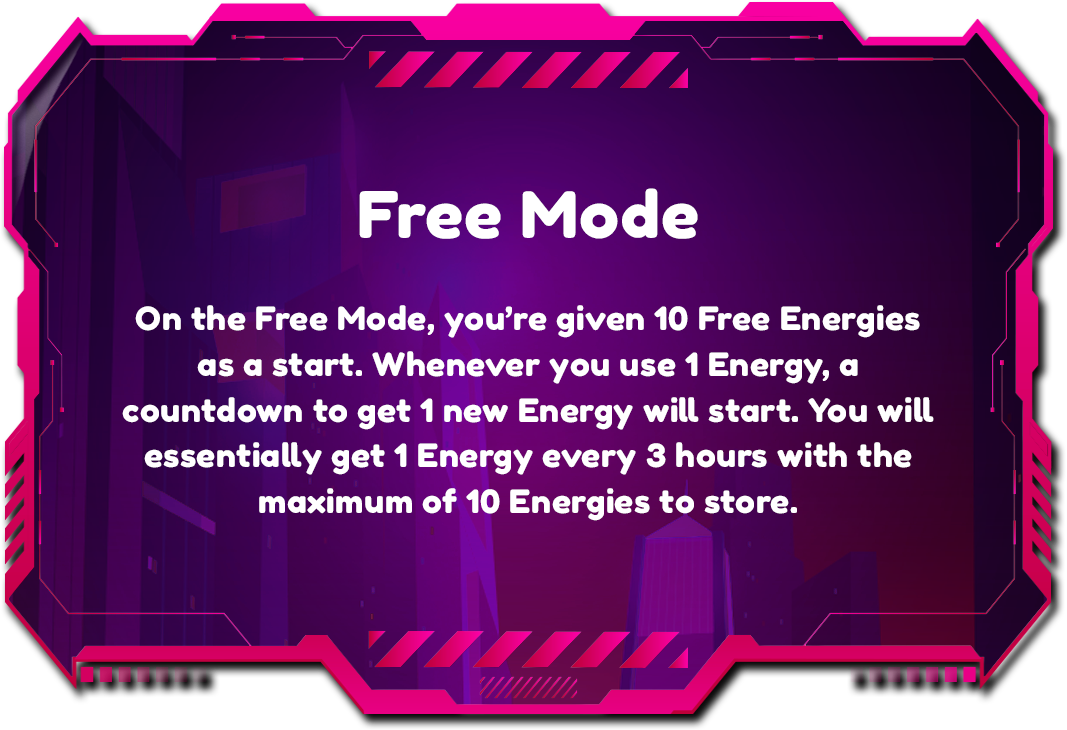 Free Mode
On the Free Mode, you’re given 10 Free Energies
as a start. Whenever you use 1 Energy, a
countdown to get 1 new Energy will start. You will
essentially get 1 Energy every 3 hours with the
maximum of 10 Energies to store.